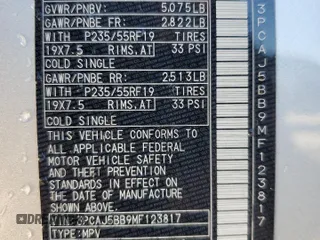 GVWR/PNBV: 5,075LB
GAWR/PNBE FR: 2,822LB
WITH P235/55RF19 TIRES
19X7.5 RIMS.AT 33 PSI
COLD SINGLE
GAWR/PNBE RR: 2,513LB
WITH P235/55RF19 TIRES
19X7.5 RIMS.AT 33 PSI
COLD SINGLE
THIS VEHICLE CONFORMS TO
ALL APPLICABLE FEDERAL
MOTOR VEHICLE SAFETY
AND THEFT PREVENTION
STANDARDS IN EFFECT ON
THE DATE OF MANUFACTURE
SHOWN ABOVE
3PCAJ5BB9MF123817
TYPE: MPV
3PCAJ5BB9MF123817